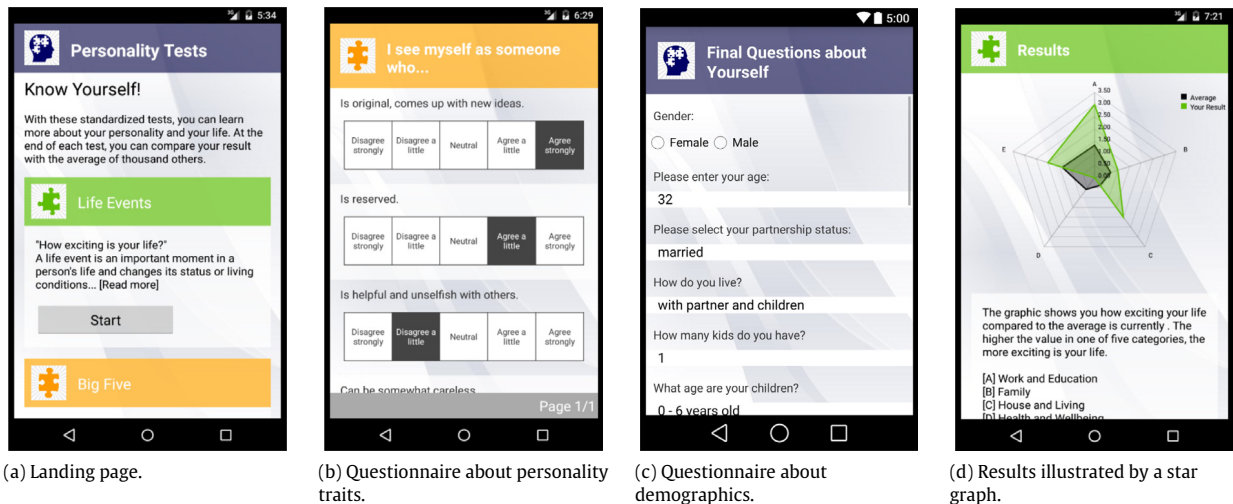 3G 5:34
Personality Tests
Know Yourself!
With these standardized tests, you can learn
more about your personality and your life. At the
end of each test, you can compare your result
with the average of thousand others.
Life Events
"How exciting is your life?"
A life event is an important moment in a
person's life and changes its status or living
conditions... [Read more]
Start
Big Five
(a) Landing page.
3G 6:29
I see myself as someone
who...
Is original, comes up with new ideas.
Disagree strongly Disagree a little Neutral Agree a little Agree strongly
Is reserved.
Disagree strongly Disagree a little Neutral Agree a little Agree strongly
Is helpful and unselfish with others.
Disagree strongly Disagree a little Neutral Agree a little Agree strongly
Can be somewhat careless
Page 1/1
(b) Questionnaire about personality
traits.
5:00
Final Questions about
Yourself
Gender:
Female Male
Please enter your age:
32
Please select your partnership status:
married
How do you live?
with partner and children
How many kids do you have?
1
What age are your children?
0 - 6 years old
(c) Questionnaire about
demographics.
3G 7:21
Results
A
3.50
3.00
2.50
2.00
1.50
1.00
0.50
0.00
Average
Your Result
E
B
D
C
The graphic shows you how exciting your life
compared to the average is currently . The
higher the value in one of five categories, the
more exciting is your life.
[A] Work and Education
[B] Family
[C] House and Living
[D] Health and Wellbeing
(d) Results illustrated by a star
graph.